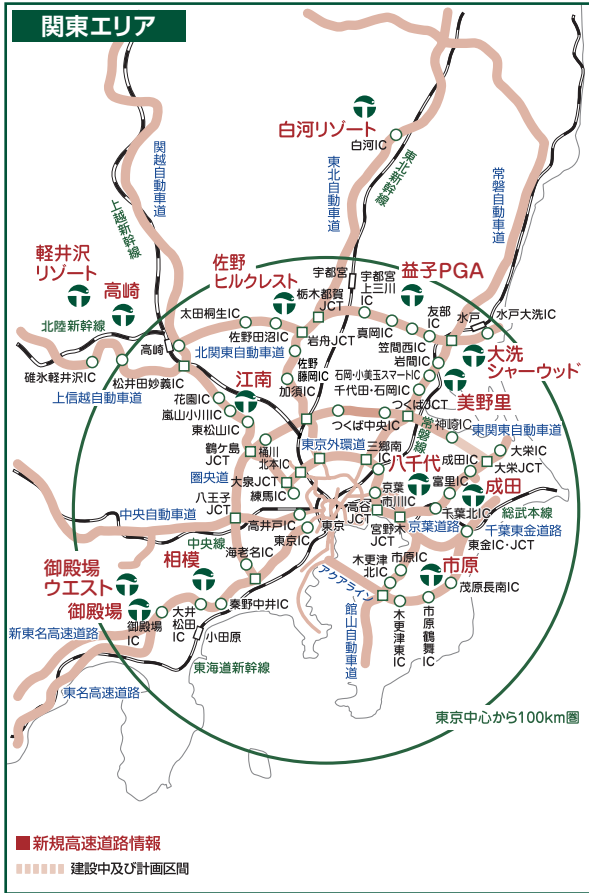 関東エリア
白河リゾート
白河IC
関越自動車道
上越新幹線
東北自動車道
東北新幹線
常磐自動車道
軽井沢
リゾート
高崎
北陸新幹線
佐野
ヒルクレスト
宇都宮
宇都宮
上三川
IC
益子PGA
栃木都賀
JCT
太田桐生IC
佐野田沼IC
岩舟JCT
真岡IC
友部
IC
水戸
水戸大洗IC
笠間西IC
高崎
北関東自動車道
岩間IC
大洗
シャーウッド
碓氷軽井沢IC
松井田妙義IC
上信越自動車道
佐野
藤岡IC
加須IC
石岡・小美玉スマートIC
千代田・石岡IC
美野里
江南
花園IC
嵐山小川IC
東松山IC
つくばJCT
つくば中央IC
常磐線
神崎IC
東関東自動車道
鶴ケ島
JCT
桶川
北本IC
東京外環道
三郷南
IC
大栄IC
大栄JCT
圏央道
大泉JCT
練馬IC
八千代
成田IC
富里IC
成田
八王子
JCT
中央自動車道
京葉
市川IC
高谷
JCT
千葉北IC
総武本線
高井戸IC
東京
東京IC
宮野木
JCT
京葉道路
千葉東金道路
東金IC・JCT
中央線
海老名IC
相模
御殿場
ウエスト
御殿場
木更津
北IC
市原IC
市原
アクアライン
茂原長南IC
御殿場
IC
大井
松田
IC
秦野中井IC
小田原
館山自動車道
木更津東IC
市原鶴舞IC
新東名高速道路
東名高速道路
東海道新幹線
東京中心から100km圏
新規高速道路情報
建設中及び計画区間